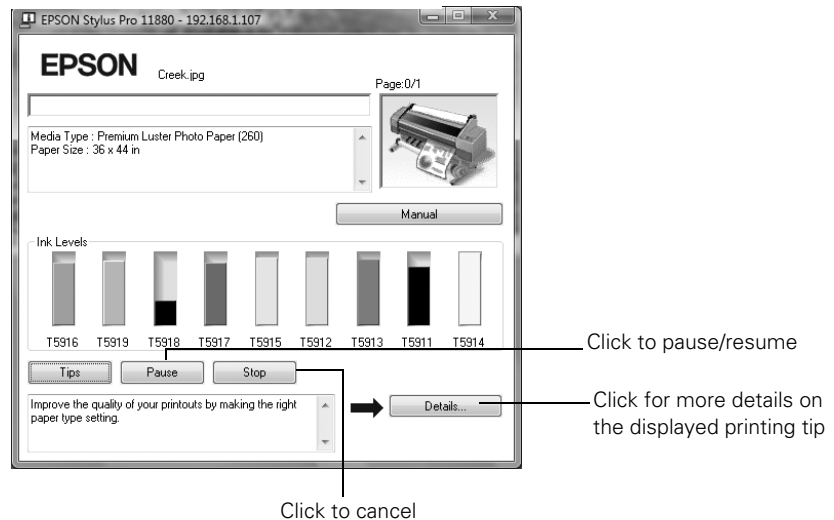 EPSON Stylus Pro 11880 - 192.168.1.107
EPSON
Creek.jpg
Page:0/1
Media Type : Premium Luster Photo Paper (260)
Paper Size : 36 x 44 in
Manual
Ink Levels
T5916 T5919 T5918 T5917 T5915 T5912 T5913 T5911 T5914
Click to pause/resume
Tips Pause Stop
Improve the quality of your printouts by making the right
paper type setting.
Details...
Click for more details on
the displayed printing tip
Click to cancel